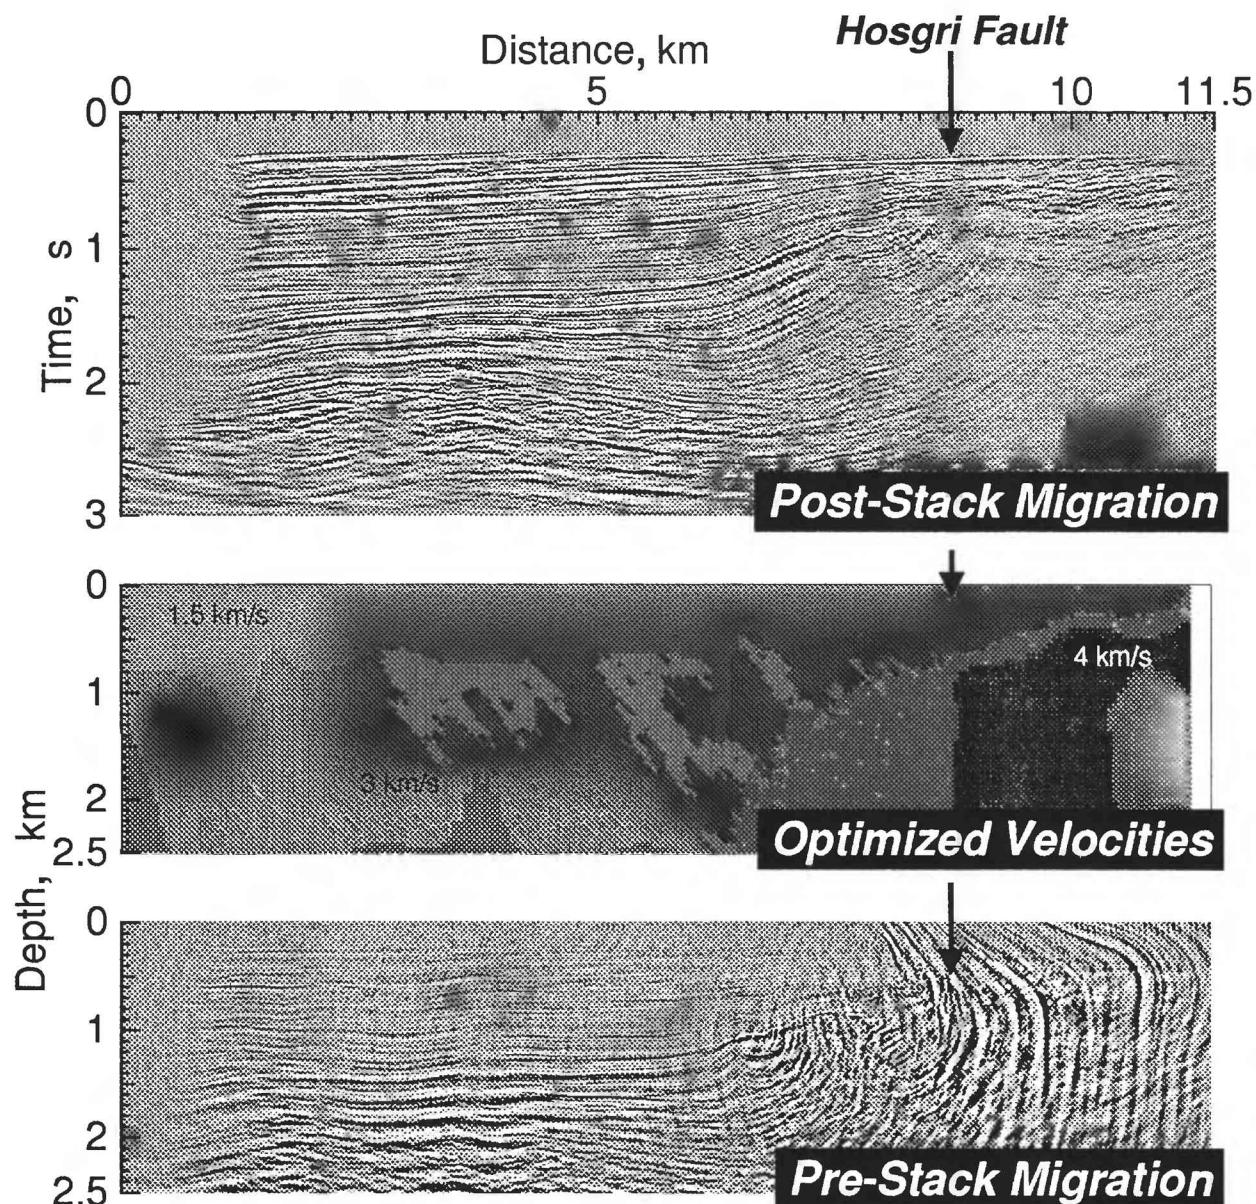 Hosgri Fault
Distance, km
0 5 10 11.5
0
1
2
3
Time, s
Post-Stack Migration
0
1
2
2.5
1.5 km/s
4 km/s
3 km/s
Optimized Velocities
Depth, km
0
1
2
2.5
Pre-Stack Migration